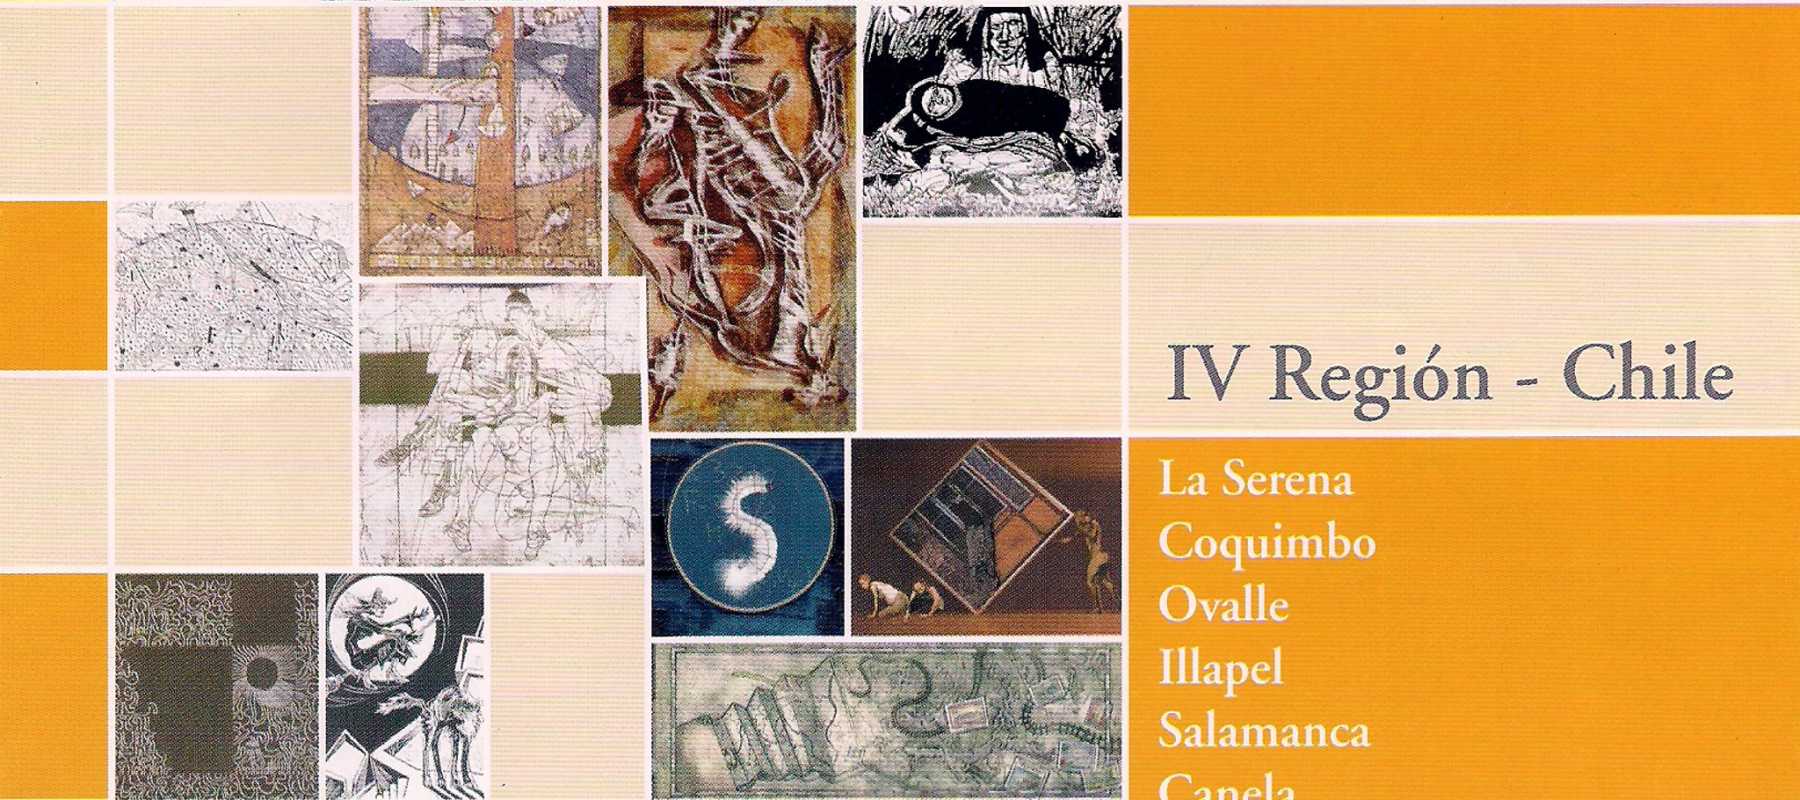 IV Región - Chile
La Serena
Coquimbo
Ovalle
Illapel
Salamanca
Canela